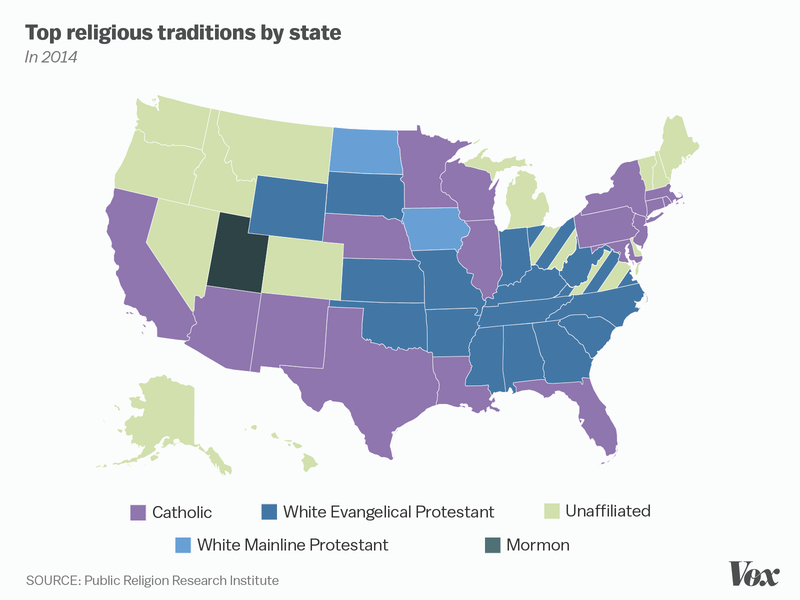 Top religious traditions by state
In 2014
Catholic
White Evangelical Protestant
Unaffiliated
White Mainline Protestant
Mormon
SOURCE: Public Religion Research Institute
Vox